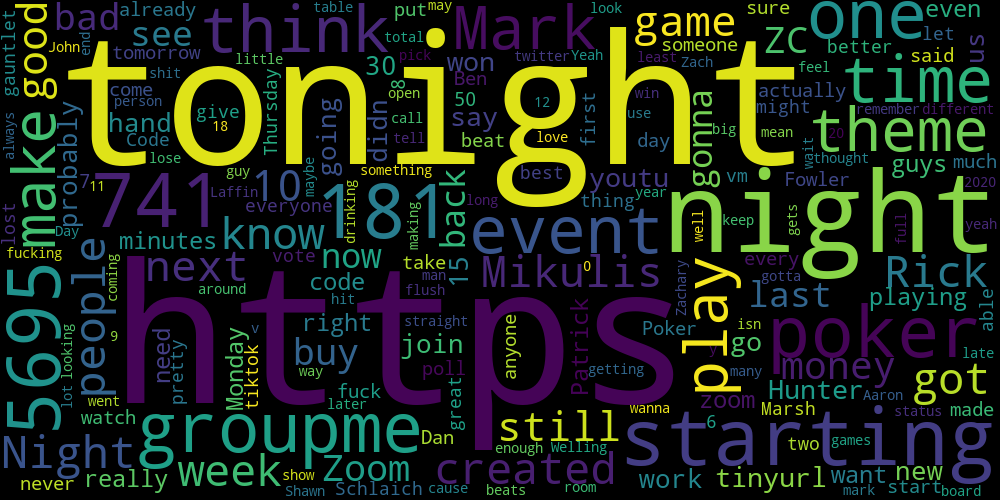 tonight
https
night
starting
one
time
theme
Mark
think
game
ZC
even
let
us
bad
already
see
put
may
table
look
sure
someone
said
better
good
gauntlet
John
end
shit
tomorrow
little
total
pick
twitter
Yeah
least
Zach
feel
30
8
won
Ben
50
say
beat
open
call
tell
12
love
first
win
use
day
big
mean
20
actually
might
remember
different
wait
thought
guys
much
2020
always
make
probably
come
person
hand
Code
lose
give
18
Thursday
didn
going
maybe
guy
something
best
youtu
thing
year
gonna
vm
Fowler
every
gotta
full
yeah
7
11
741
Laffin
10
everyone
181
drinking
making
back
long
event
well
keep
gets
lost
Day
fucking
5695
people
coming
minutes
know
now
code
vote
around
next
hit
take
man
flush
15
Mikulis
0
Zachary
play
last
Rick
playing
able
lot
looking
9
need
pretty
went
watch
Monday
tiktok
v
buy
way
right
straight
join
poll
great
anyone
Patrick
Poker
getting
isn
go
y
many
poker
money
late
got
Hunter
Aaron
status
made
Night
never
really
groupme
week
show
later
fuck
Zoom
Shawn
Schlaich
Dan
cause
created
beats
enough
still
Welling
room
wanna
zoom
6
Marsh
two
games
work
tinyurl
want
mark
new
start
board